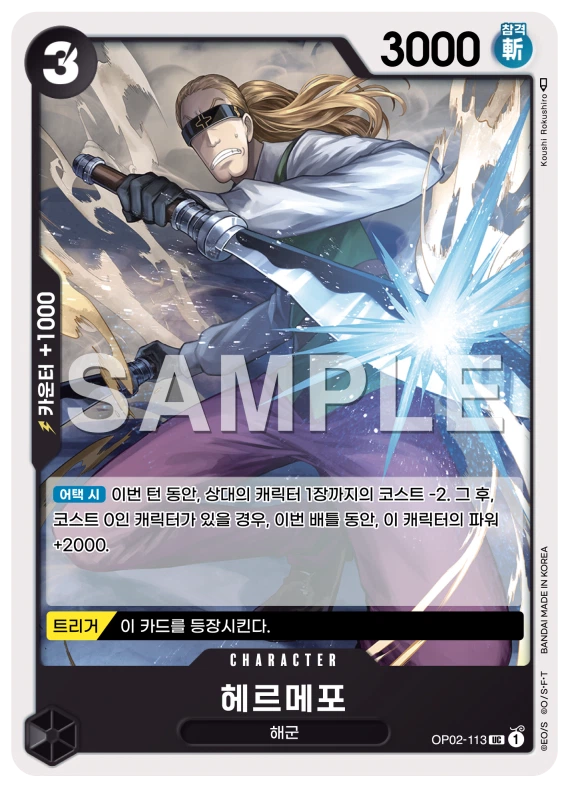 3
3000
참격
斬
Koushi Rokushiro
카운터 +1000
SAMPLE
어택 시 이번 턴 동안, 상대의 캐릭터 1장까지의 코스트 -2. 그 후,
코스트 0인 캐릭터가 있을 경우, 이번 배틀 동안, 이 캐릭터의 파워
+2000.
트리거 이 카드를 등장시킨다.
CHARACTER
헤르메포
해군
OP02-113 UC 1
©E.O/S. ©O/S·F·T BANDAI MADE IN KOREA